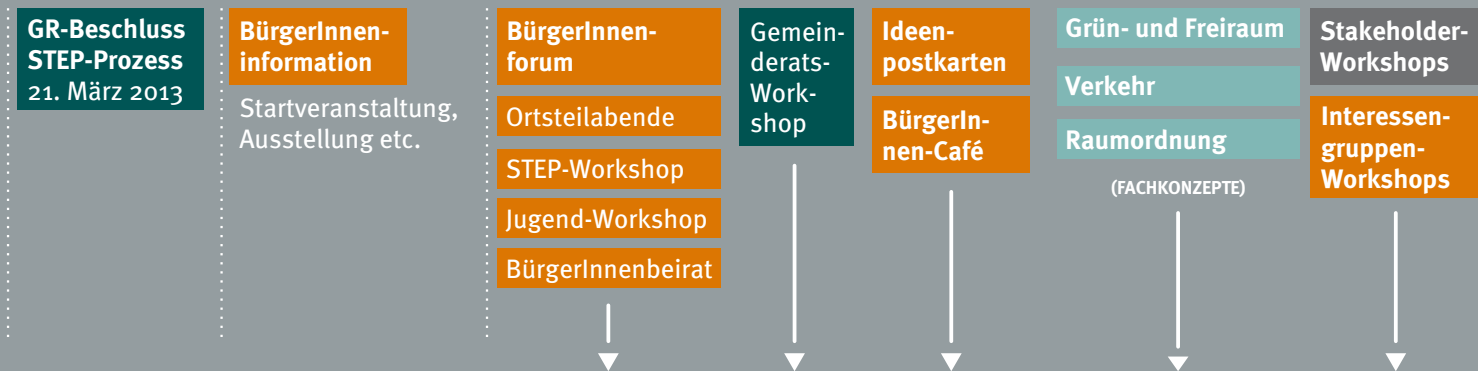 GR-Beschluss
STEP-Prozess
21. März 2013
BürgerInnen-
information
Startveranstaltung,
Ausstellung etc.
BürgerInnen-
forum
Ortsteilabende
STEP-Workshop
Jugend-Workshop
BürgerInnenbeirat
Gemein-
derats-
Work-
shop
Ideen-
postkarten
BürgerIn-
nen-Café
Grün- und Freiraum
Verkehr
Raumordnung
(FACHKONZEPTE)
Stakeholder-
Workshops
Interessen-
gruppen-
Workshops